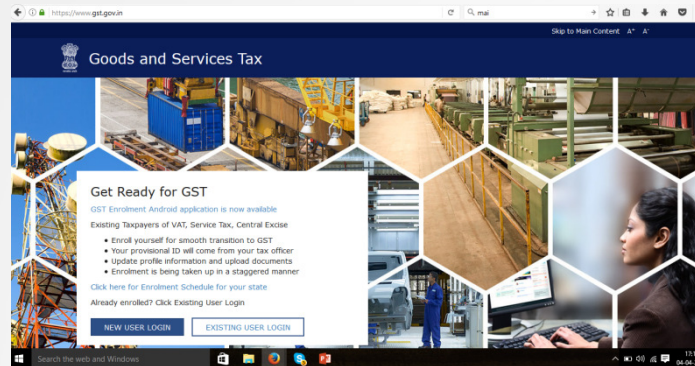 https://www.gst.gov.in
mai
Skip to Main Content A⁺ A⁻
Goods and Services Tax
Get Ready for GST
GST Enrolment Android application is now available
Existing Taxpayers of VAT, Service Tax, Central Excise
• Enroll yourself for smooth transition to GST
• Your provisional ID will come from your tax officer
• Update profile information and upload documents
• Enrolment is being taken up in a staggered manner
Click here for Enrolment Schedule for your state
Already enrolled? Click Existing User Login
NEW USER LOGIN EXISTING USER LOGIN
Search the web and Windows